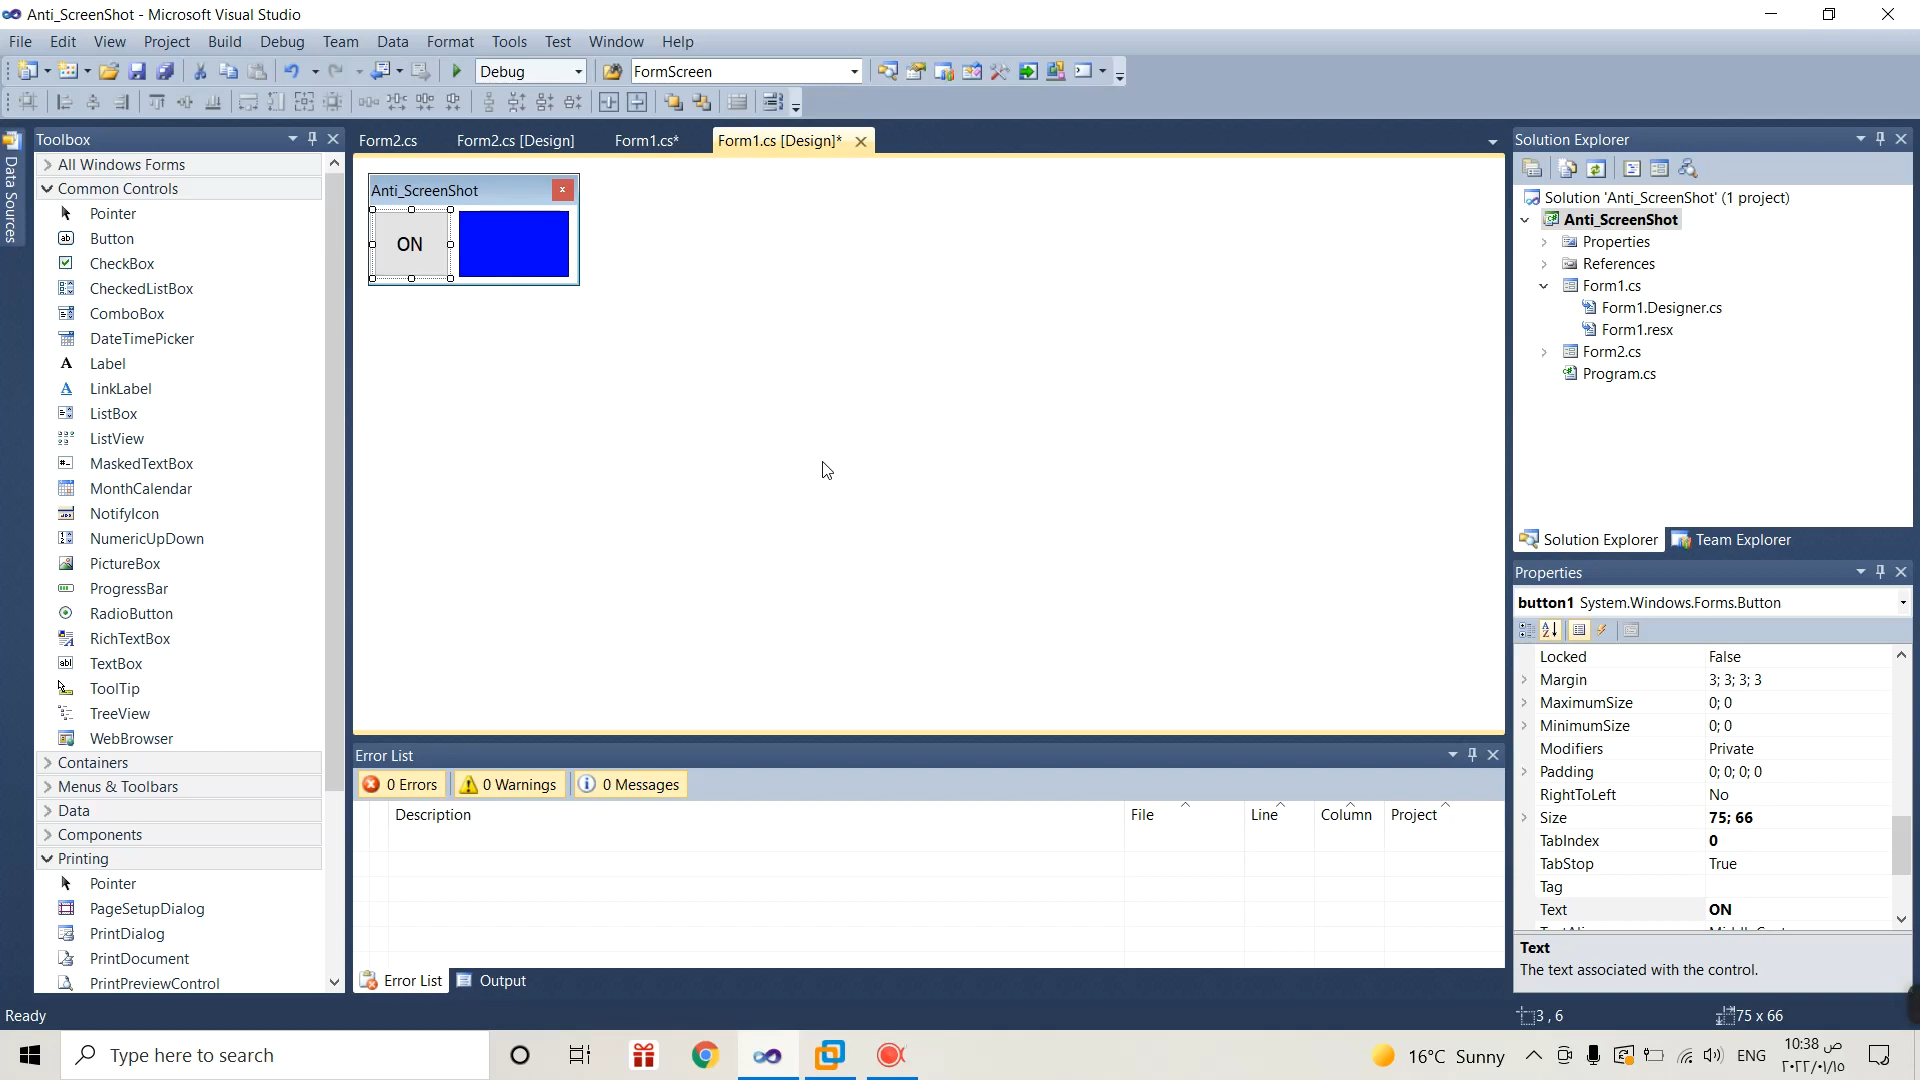 Anti_ScreenShot - Microsoft Visual Studio
File Edit View Project Build Debug Team Data Format Tools Test Window Help
Debug FormScreen
Toolbox
Data Sources
All Windows Forms
Common Controls
Pointer
Button
CheckBox
CheckedListBox
ComboBox
DateTimePicker
Label
LinkLabel
ListBox
ListView
MaskedTextBox
MonthCalendar
NotifyIcon
NumericUpDown
PictureBox
ProgressBar
RadioButton
RichTextBox
TextBox
ToolTip
TreeView
WebBrowser
Containers
Menus & Toolbars
Data
Components
Printing
Pointer
PageSetupDialog
PrintDialog
PrintDocument
PrintPreviewControl
Form2.cs Form2.cs [Design] Form1.cs* Form1.cs [Design]*
Anti_ScreenShot
ON
Error List
0 Errors 0 Warnings 0 Messages
Description File Line Column Project
Error List Output
Solution Explorer
Solution 'Anti_ScreenShot' (1 project)
Anti_ScreenShot
Properties
References
Form1.cs
Form1.Designer.cs
Form1.resx
Form2.cs
Program.cs
Solution Explorer Team Explorer
Properties
button1 System.Windows.Forms.Button
Locked False
Margin 3; 3; 3; 3
MaximumSize 0; 0
MinimumSize 0; 0
Modifiers Private
Padding 0; 0; 0; 0
RightToLeft No
Size 75; 66
TabIndex 0
TabStop True
Tag
Text ON
Text
The text associated with the control.
Ready 3 , 6 75 x 66
Type here to search
16°C Sunny ENG
10:38 ص
٢٠٢٢/٠١/١٥